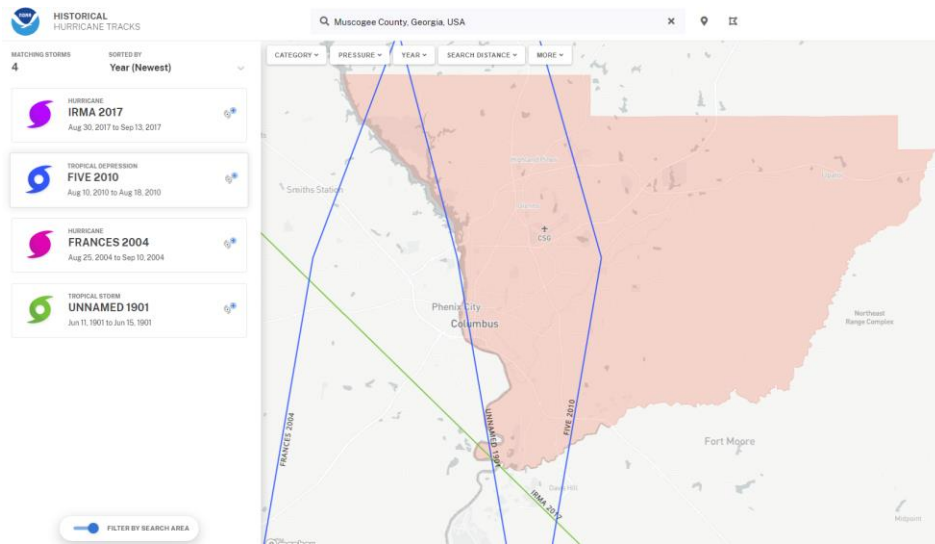 NOAA
HISTORICAL
HURRICANE TRACKS
Muscogee County, Georgia, USA
MATCHING STORMS
4
SORTED BY
Year (Newest)
HURRICANE
IRMA 2017
Aug 30, 2017 to Sep 13, 2017
TROPICAL DEPRESSION
FIVE 2010
Aug 10, 2010 to Aug 18, 2010
HURRICANE
FRANCES 2004
Aug 25, 2004 to Sep 10, 2004
TROPICAL STORM
UNNAMED 1901
Jun 11, 1901 to Jun 15, 1901
FILTER BY SEARCH AREA
CATEGORY
PRESSURE
YEAR
SEARCH DISTANCE
MORE
Smiths Station
CSG
Phenix City
Columbus
Northeast
Range Complex
Fort Moore
Midpoint
FRANCES 2004
UNNAMED 1901
FIVE 2010
IRMA 2017